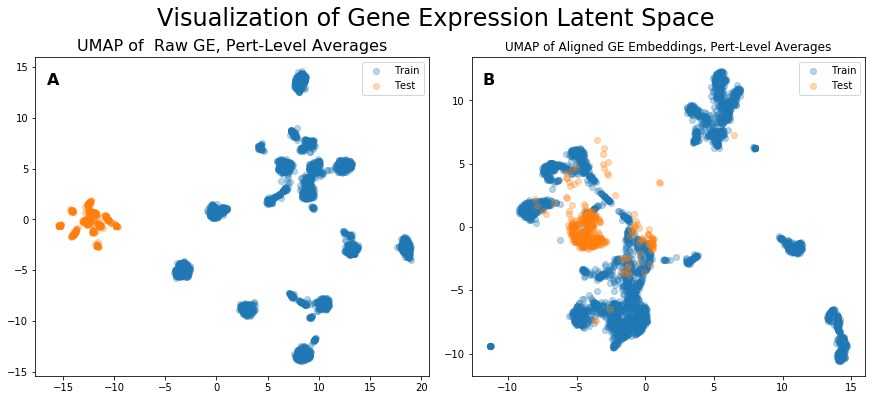 Visualization of Gene Expression Latent Space
UMAP of  Raw GE, Pert-Level Averages
A
Train
Test
15
10
5
0
−5
−10
−15
−15 −10 −5 0 5 10 15 20
UMAP of Aligned GE Embeddings, Pert-Level Averages
B
Train
Test
10
5
0
−5
−10
−10 −5 0 5 10 15